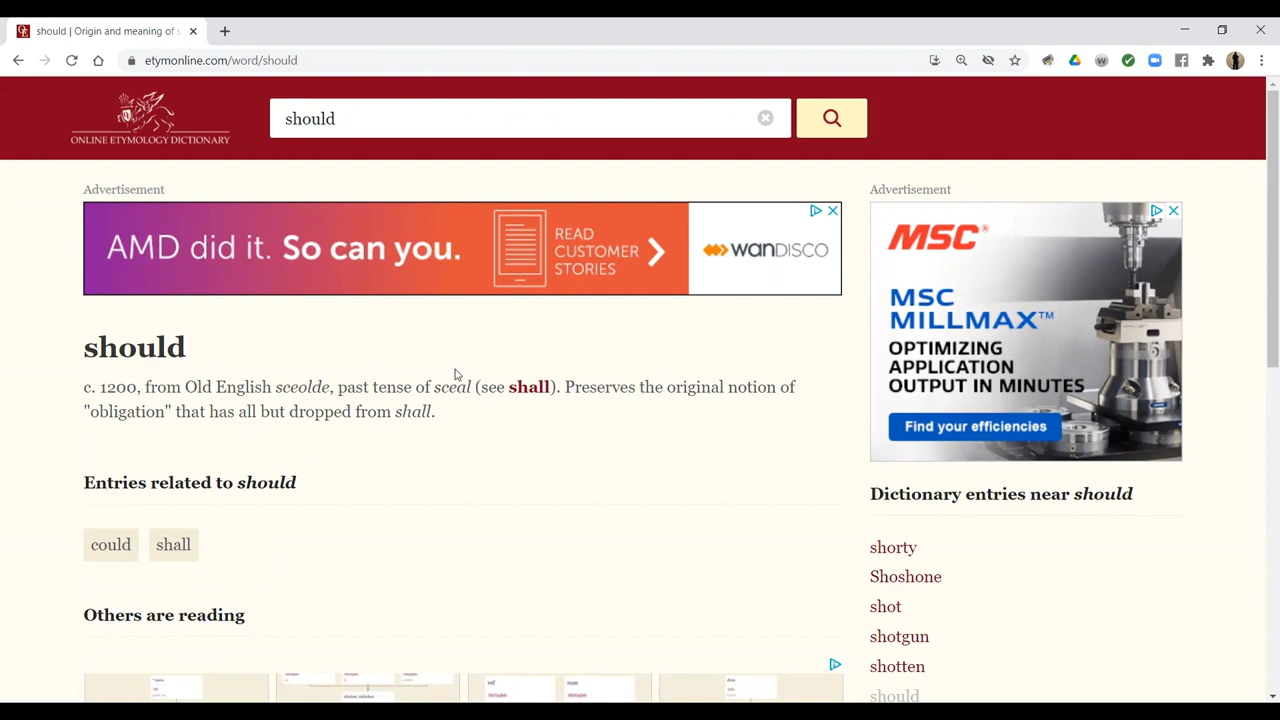 should | Origin and meaning of s
etymonline.com/word/should
ONLINE ETYMOLOGY DICTIONARY
should
Advertisement
AMD did it. So can you.
READ
CUSTOMER
STORIES
WANDISCO
Advertisement
MSC
MSC
MILLMAX™
OPTIMIZING
APPLICATION
OUTPUT IN MINUTES
Find your efficiencies
should
c. 1200, from Old English sceolde, past tense of sceal (see shall). Preserves the original notion of
"obligation" that has all but dropped from shall.
Entries related to should
could shall
Others are reading
Dictionary entries near should
shorty
Shoshone
shot
shotgun
shotten
should